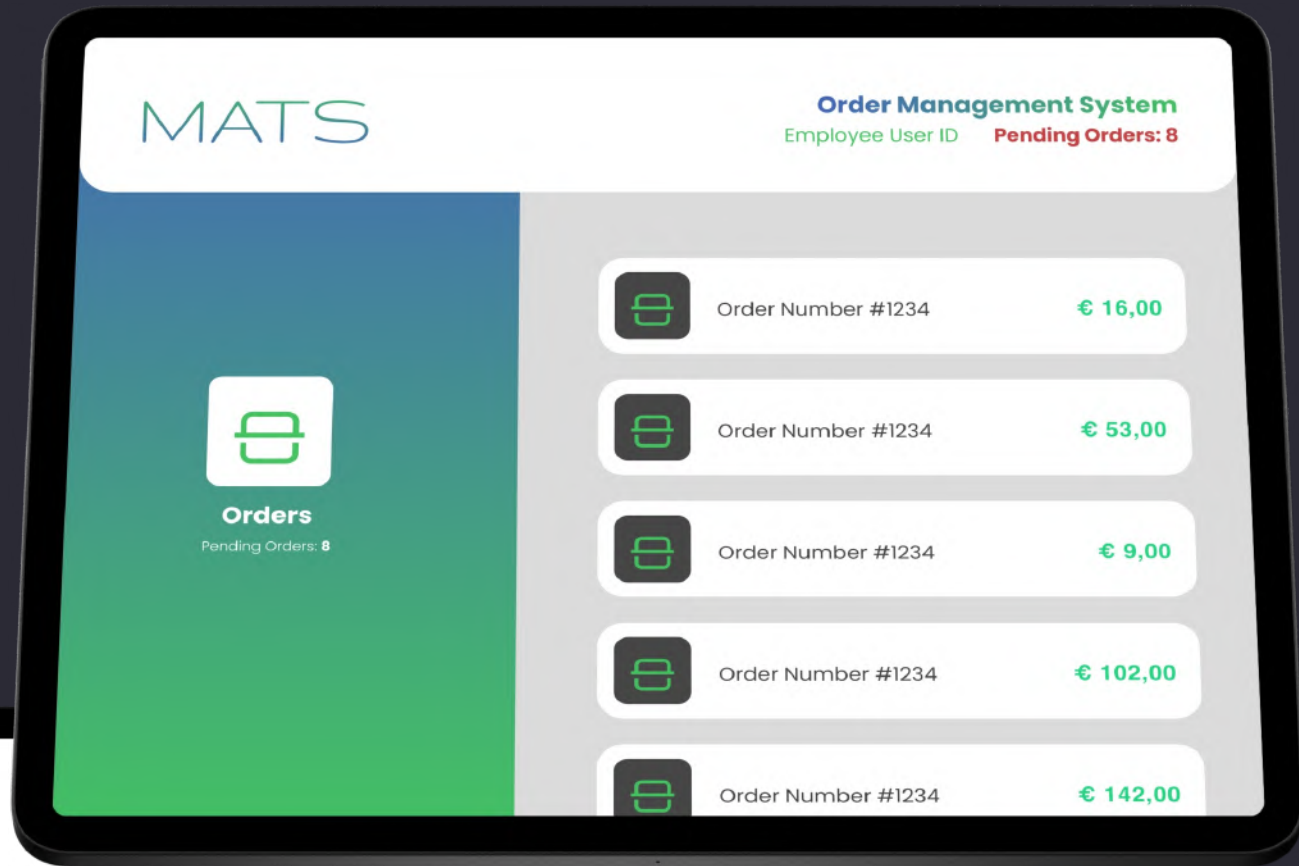 MATS
Order Management System
Employee User ID Pending Orders: 8
Orders
Pending Orders: 8
Order Number #1234 € 16,00
Order Number #1234 € 53,00
Order Number #1234 € 9,00
Order Number #1234 € 102,00
Order Number #1234 € 142,00